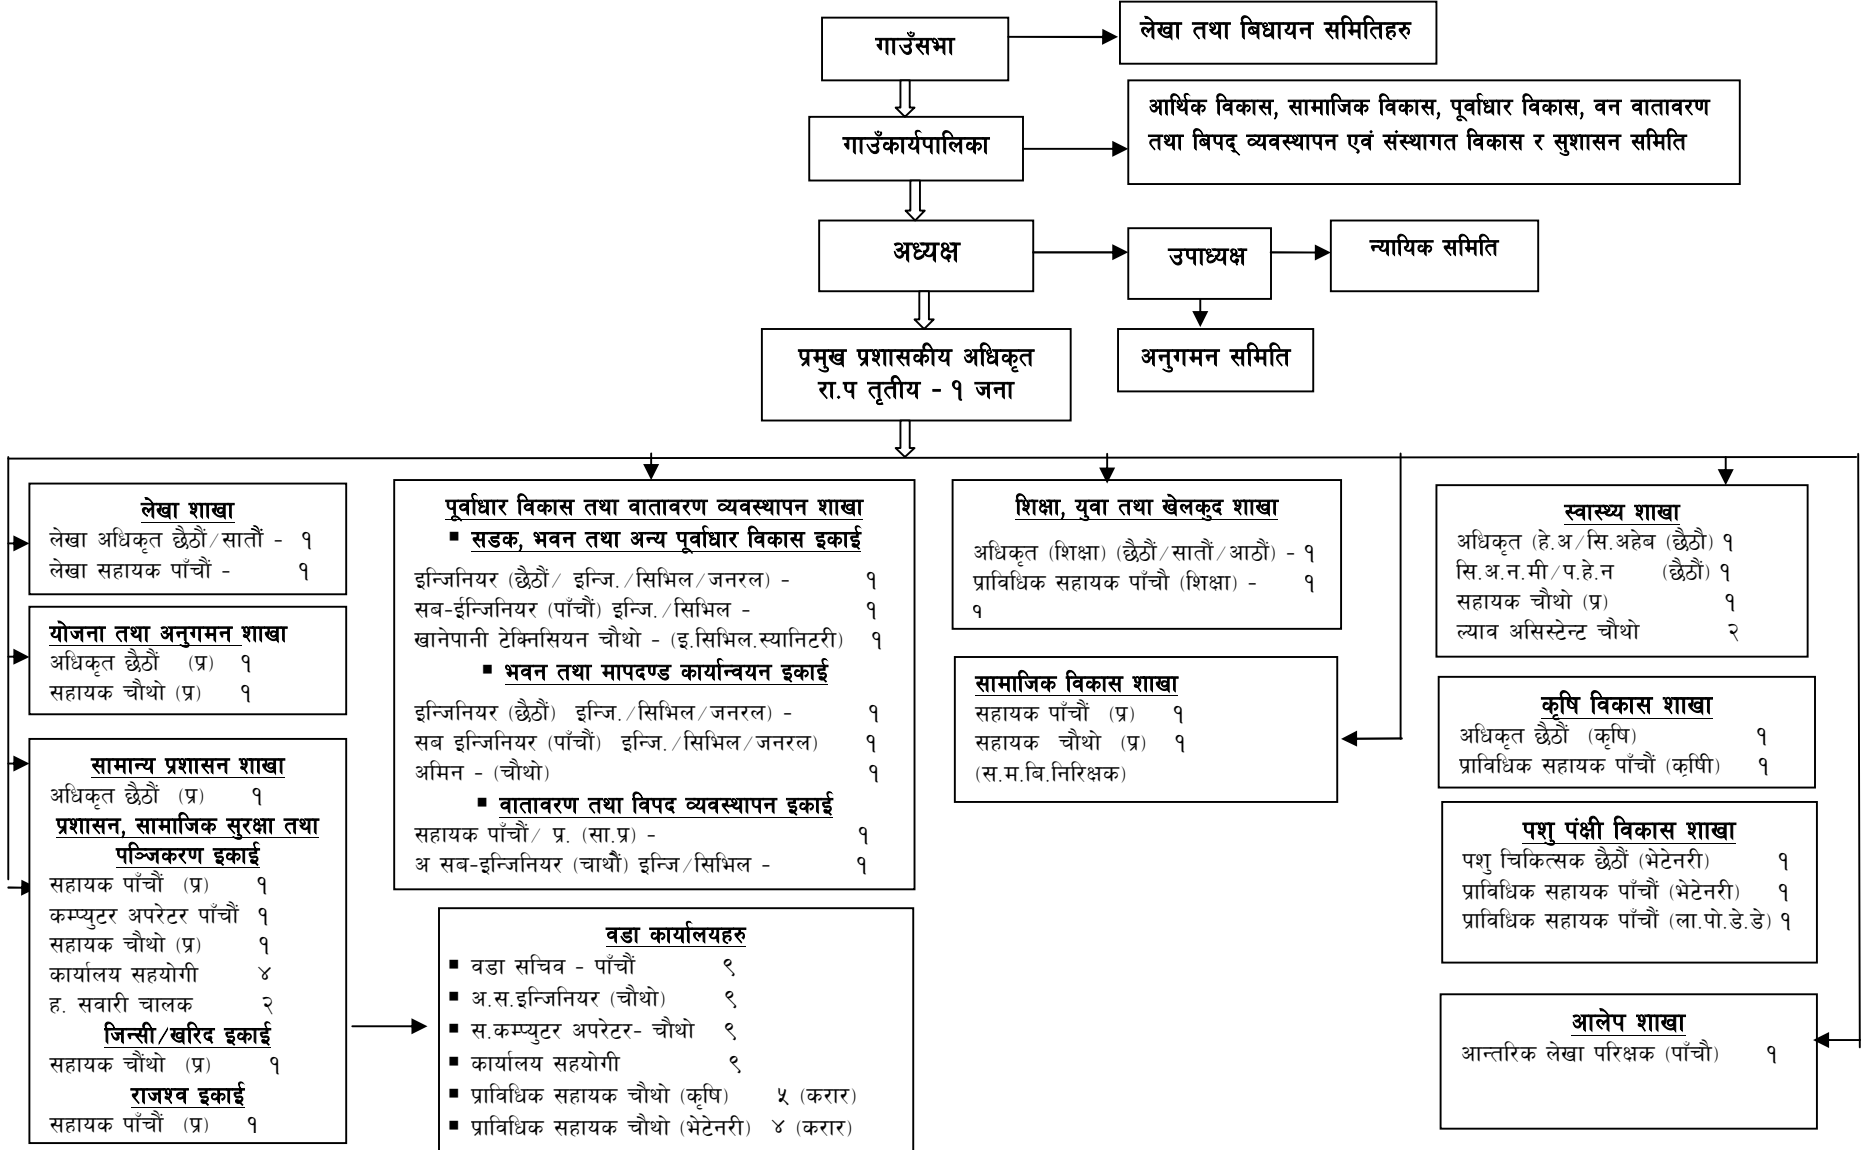 गाउँसभा
लेखा तथा बिधायन समितिहरु
गाउँकार्यपालिका
आर्थिक विकास, सामाजिक विकास, पूर्वाधार विकास, वन वातावरण
तथा बिपद् व्यवस्थापन एवं संस्थागत विकास र सुशासन समिति
अध्यक्ष
उपाध्यक्ष
न्यायिक समिति
अनुगमन समिति
प्रमुख प्रशासकीय अधिकृत
रा.प तृतीय - १ जना
लेखा शाखा
लेखा अधिकृत छैठौं/सातौं - १
लेखा सहायक पाँचौं - १
योजना तथा अनुगमन शाखा
अधिकृत छैठौं (प्र) १
सहायक चौथो (प्र) १
सामान्य प्रशासन शाखा
अधिकृत छैठौं (प्र) १
प्रशासन, सामाजिक सुरक्षा तथा
पञ्जिकरण इकाई
सहायक पाँचौं (प्र) १
कम्प्युटर अपरेटर पाँचौं १
सहायक चौथो (प्र) १
कार्यालय सहयोगी ४
ह. सवारी चालक २
जिन्सी/खरिद इकाई
सहायक चौंथो (प्र) १
राजश्व इकाई
सहायक पाँचौं (प्र) १
पूर्वाधार विकास तथा वातावरण व्यवस्थापन शाखा
▪ सडक, भवन तथा अन्य पूर्वाधार विकास इकाई
इन्जिनियर (छैठौं/ इन्जि./सिभिल/जनरल) - १
सब-ईन्जिनियर (पाँचौं) इन्जि./सिभिल - १
खानेपानी टेक्निसियन चौथो - (इ.सिभिल.स्यानिटरी) १
▪ भवन तथा मापदण्ड कार्यान्वयन इकाई
इन्जिनियर (छैठौं) इन्जि./सिभिल/जनरल) - १
सब इन्जिनियर (पाँचौं) इन्जि./सिभिल/जनरल) १
अमिन - (चौथो) १
▪ वातावरण तथा विपद व्यवस्थापन इकाई
सहायक पाँचौं/ प्र. (सा.प्र) - १
अ सब-इन्जिनियर (चाथौं) इन्जि/सिभिल - १
वडा कार्यालयहरु
▪ वडा सचिव - पाँचौं ९
▪ अ.स.इन्जिनियर (चौथो) ९
▪ स.कम्प्युटर अपरेटर- चौथो ९
▪ कार्यालय सहयोगी ९
▪ प्राविधिक सहायक चौथो (कृषि) ५ (करार)
▪ प्राविधिक सहायक चौथो (भेटेनरी) ४ (करार)
शिक्षा, युवा तथा खेलकुद शाखा
अधिकृत (शिक्षा) (छैठौं/सातौं/आठौं) - १
प्राविधिक सहायक पाँचौ (शिक्षा) - १
१
सामाजिक विकास शाखा
सहायक पाँचौं (प्र) १
सहायक चौथो (प्र) १
(स.म.बि.निरिक्षक)
स्वास्थ्य शाखा
अधिकृत (हे.अ/सि.अहेब (छैठौ) १
सि.अ.न.मी/प.हे.न (छैठौं) १
सहायक चौथो (प्र) १
ल्याव असिस्टेन्ट चौथो २
कृषि विकास शाखा
अधिकृत छैठौं (कृषि) १
प्राविधिक सहायक पाँचौं (कृषिी) १
पशु पंक्षी विकास शाखा
पशु चिकित्सक छैठौं (भेटेनरी) १
प्राविधिक सहायक पाँचौं (भेटेनरी) १
प्राविधिक सहायक पाँचौं (ला.पो.डे.डे) १
आलेप शाखा
आन्तरिक लेखा परिक्षक (पाँचौ) १